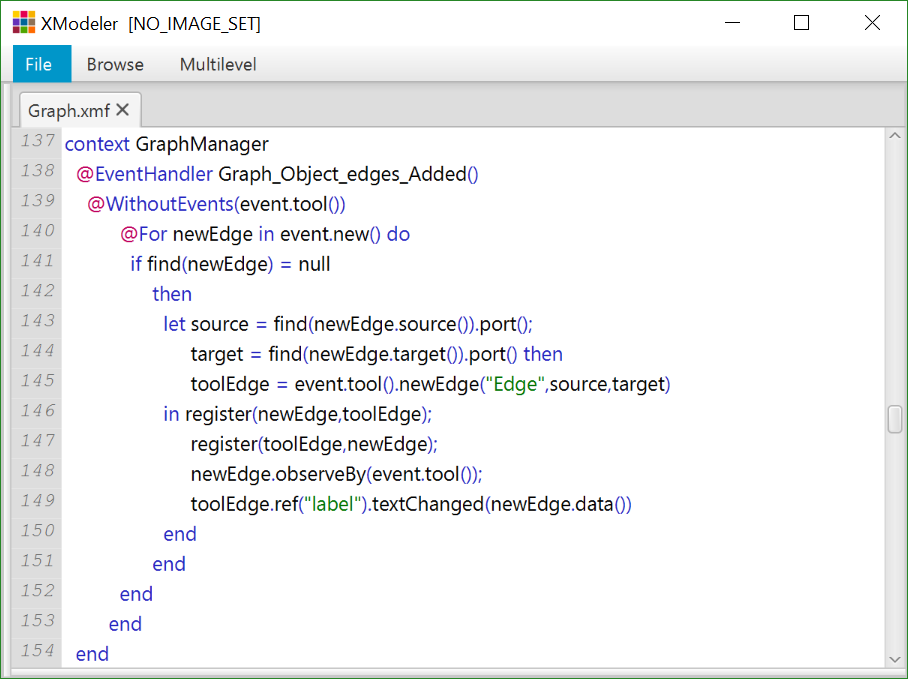 XModeler [NO_IMAGE_SET]
File Browse Multilevel
Graph.xmf
137 context GraphManager
138 @EventHandler Graph_Object_edges_Added()
139 @WithoutEvents(event.tool())
140 @For newEdge in event.new() do
141 if find(newEdge) = null
142 then
143 let source = find(newEdge.source()).port();
144 target = find(newEdge.target()).port() then
145 toolEdge = event.tool().newEdge("Edge",source,target)
146 in register(newEdge,toolEdge);
147 register(toolEdge,newEdge);
148 newEdge.observeBy(event.tool());
149 toolEdge.ref("label").textChanged(newEdge.data())
150 end
151 end
152 end
153 end
154 end